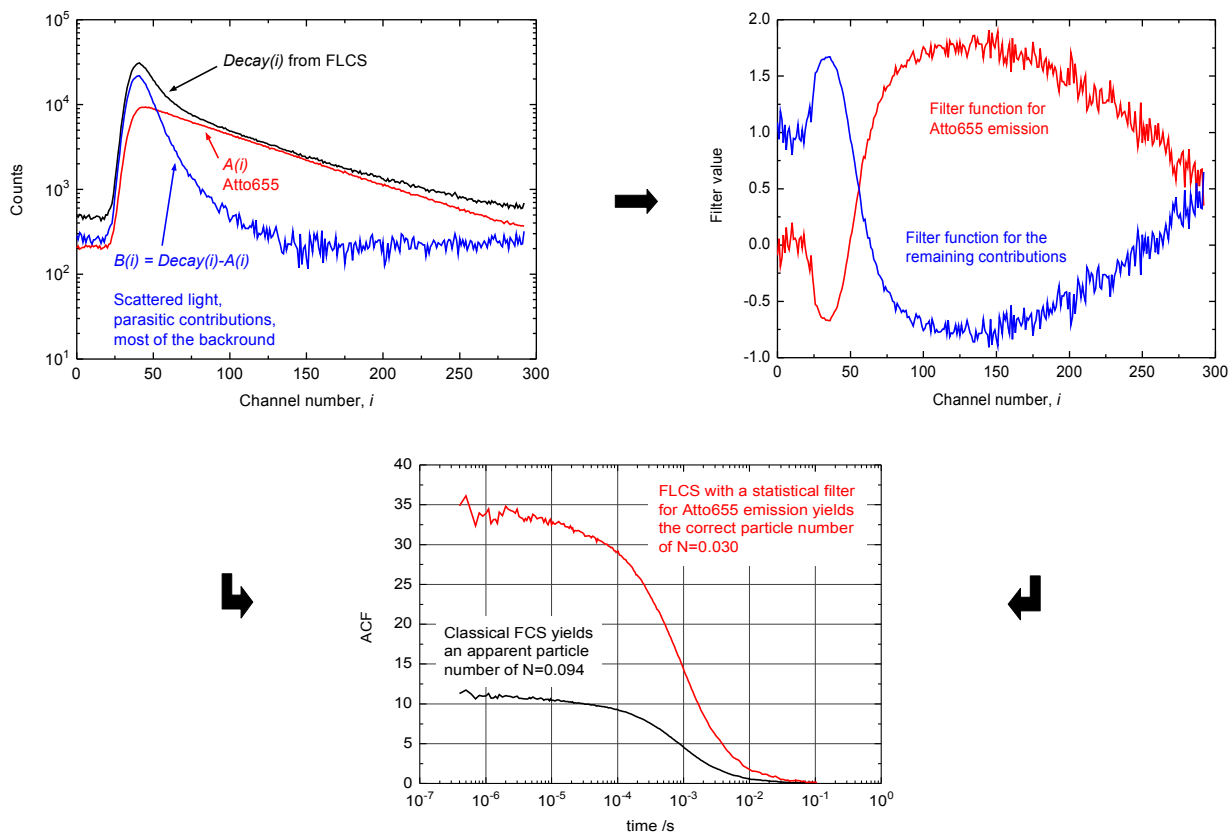 10^5
10^4
10^3
10^2
10^1
Counts
Decay(i) from FLCS
A(i)
Atto655
B(i) = Decay(i)-A(i)
Scattered light,
parasitic contributions,
most of the backround
0 50 100 150 200 250 300
Channel number, i
2.0
1.5
1.0
0.5
0.0
-0.5
-1.0
Filter value
Filter function for
Atto655 emission
Filter function for the
remaining contributions
0 50 100 150 200 250 300
Channel number, i
40
35
30
25
20
15
10
5
0
ACF
FLCS with a statistical filter
for Atto655 emission yields
the correct particle number
of N=0.030
Classical FCS yields
an apparent particle
number of N=0.094
10^-7 10^-6 10^-5 10^-4 10^-3 10^-2 10^-1 10^0
time /s